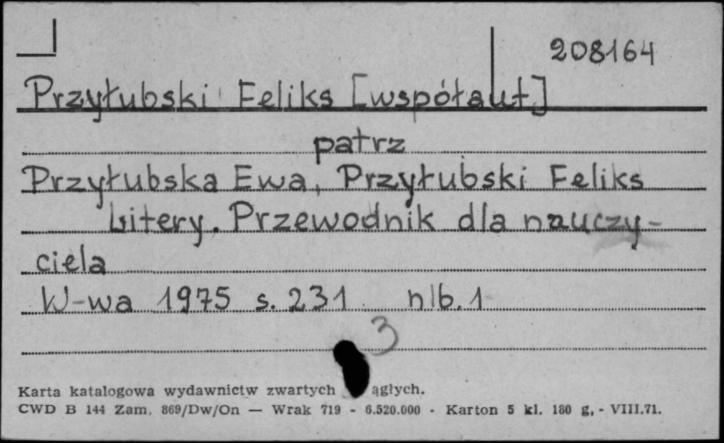 208164
Przyłubski Feliks [współaut]
patrz
Przyłubska Ewa, Przyłubski Feliks
Litery. Przewodnik dla nauczy-
ciela
W-wa 1975 s. 231 nlb. 1
3
Karta katalogowa wydawnictw zwartych ągłych.
CWD B 144 Zam. 869/Dw/On — Wrak 719 - 6.520.000 - Karton 5 kl. 180 g. - VIII.71.